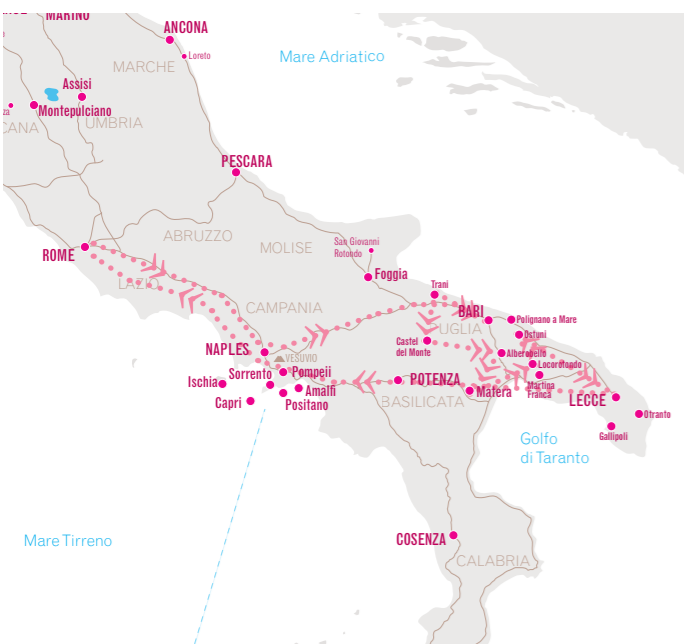 MARINO
ANCONA
Loreto
MARCHE
Mare Adriatico
Assisi
Montepulciano
za
CANA
UMBRIA
PESCARA
ABRUZZO
MOLISE
San Giovanni
Rotondo
ROME
Foggia
LAZIO
Trani
CAMPANIA
BARI
Polignano a Mare
UGLIA
Ostuni
NAPLES
Castel
del Monte
Alberobello
VESUVIO
Locorotondo
Pompeii
Sorrento
Ischia
POTENZA
Martina
Franca
Amalfi
Matera
Capri
Positano
BASILICATA
LECCE
Otranto
Gallipoli
Golfo
di Taranto
Mare Tirreno
COSENZA
CALABRIA